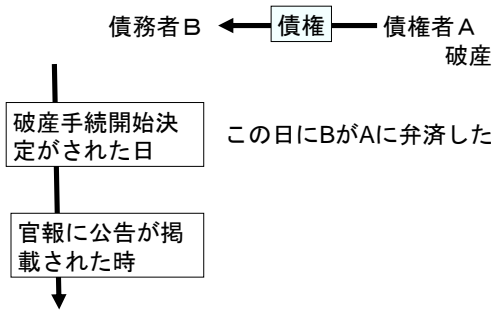 債務者B 債権 債権者A
破産
破産手続開始決
定がされた日
この日にBがAに弁済した
官報に公告が掲
載された時